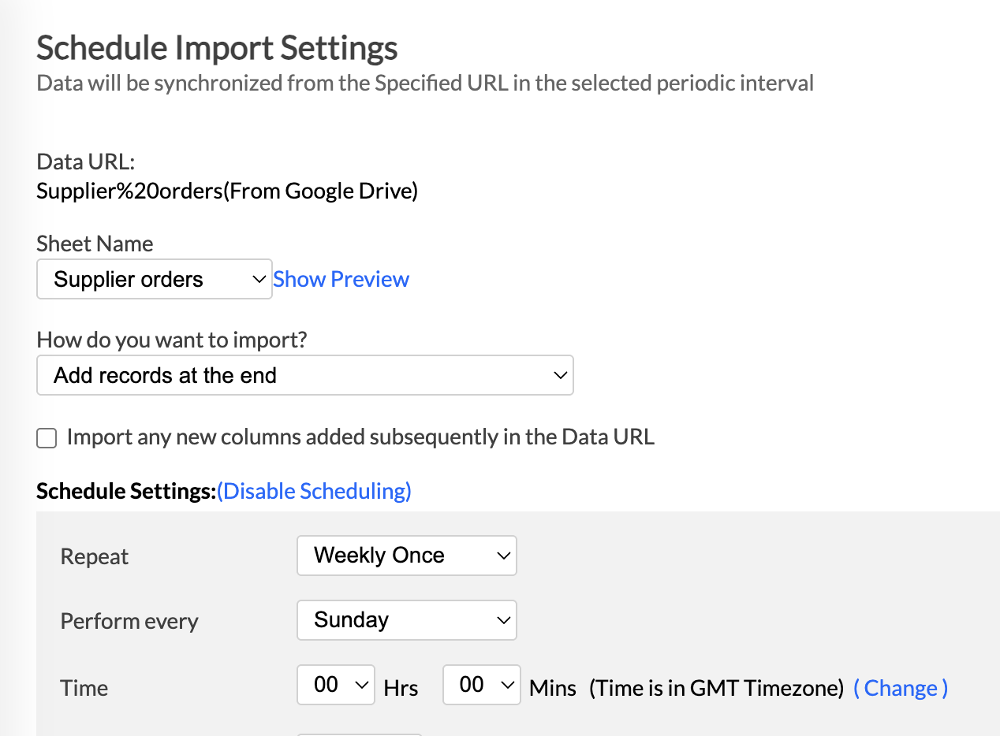 Schedule Import Settings
Data will be synchronized from the Specified URL in the selected periodic interval
Data URL:
Supplier%20orders(From Google Drive)
Sheet Name
Supplier orders Show Preview
How do you want to import?
Add records at the end
Import any new columns added subsequently in the Data URL
Schedule Settings:(Disable Scheduling)
Repeat Weekly Once
Perform every Sunday
Time 00 Hrs 00 Mins (Time is in GMT Timezone) ( Change )